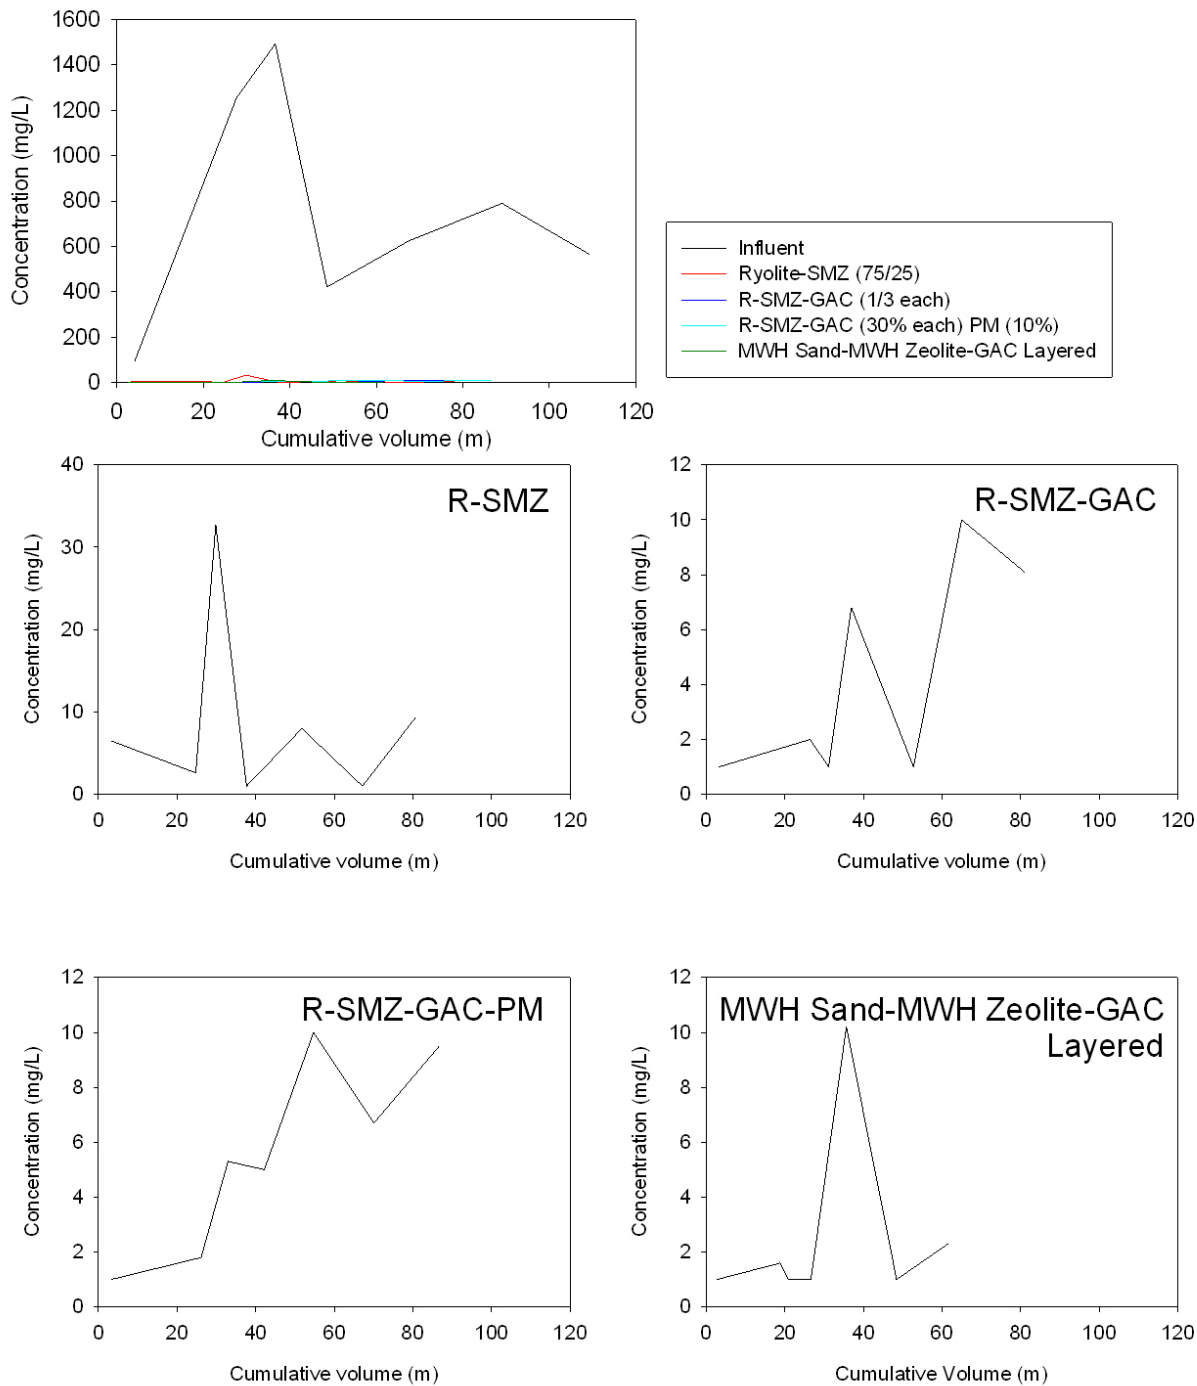 1600
1400
1200
1000
800
600
400
200
0
Concentration (mg/L)
0 20 40 60 80 100 120
Cumulative volume (m)
Influent
Ryolite-SMZ (75/25)
R-SMZ-GAC (1/3 each)
R-SMZ-GAC (30% each) PM (10%)
MWH Sand-MWH Zeolite-GAC Layered
R-SMZ
40
30
20
10
0
Concentration (mg/L)
0 20 40 60 80 100 120
Cumulative volume (m)
R-SMZ-GAC
12
10
8
6
4
2
0
Concentration (mg/L)
0 20 40 60 80 100 120
Cumulative volume (m)
R-SMZ-GAC-PM
12
10
8
6
4
2
0
Concentration (mg/L)
0 20 40 60 80 100 120
Cumulative volume (m)
MWH Sand-MWH Zeolite-GAC
Layered
12
10
8
6
4
2
0
Concentration (mg/L)
0 20 40 60 80 100 120
Cumulative Volume (m)